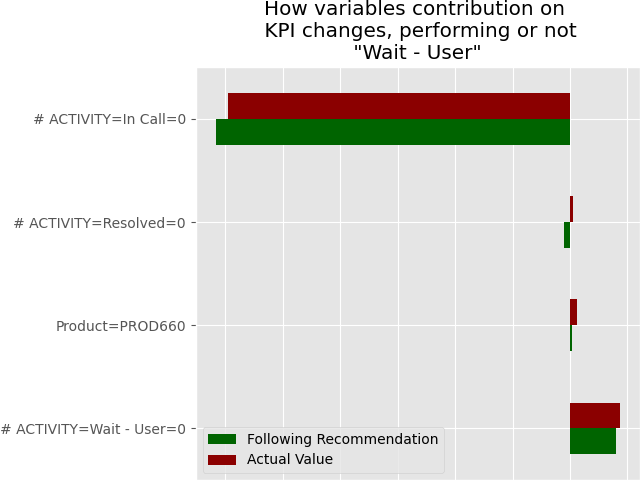 How variables contribution on
KPI changes, performing or not
"Wait - User"
# ACTIVITY=In Call=0
# ACTIVITY=Resolved=0
Product=PROD660
# ACTIVITY=Wait - User=0
Following Recommendation
Actual Value